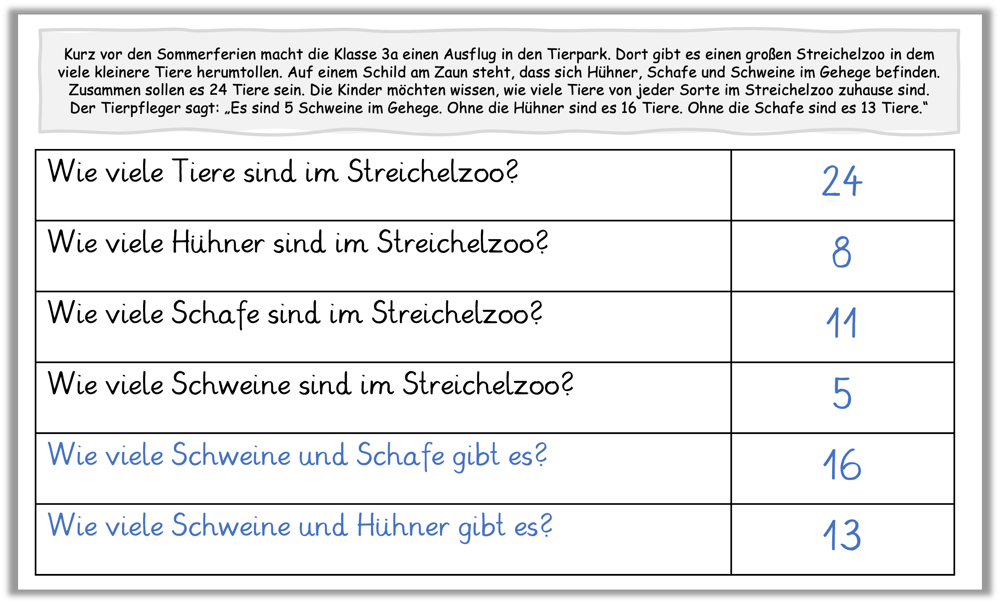 Kurz vor den Sommerferien macht die Klasse 3a einen Ausflug in den Tierpark. Dort gibt es einen großen Streichelzoo in dem
viele kleinere Tiere herumtollen. Auf einem Schild am Zaun steht, dass sich Hühner, Schafe und Schweine im Gehege befinden.
Zusammen sollen es 24 Tiere sein. Die Kinder möchten wissen, wie viele Tiere von jeder Sorte im Streichelzoo zuhause sind.
Der Tierpfleger sagt: „Es sind 5 Schweine im Gehege. Ohne die Hühner sind es 16 Tiere. Ohne die Schafe sind es 13 Tiere.“
Wie viele Tiere sind im Streichelzoo? 24
Wie viele Hühner sind im Streichelzoo? 8
Wie viele Schafe sind im Streichelzoo? 11
Wie viele Schweine sind im Streichelzoo? 5
Wie viele Schweine und Schafe gibt es? 16
Wie viele Schweine und Hühner gibt es? 13